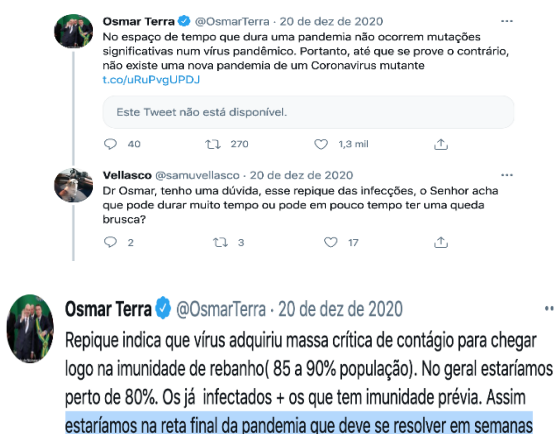 Osmar Terra @OsmarTerra · 20 de dez de 2020 ···
No espaço de tempo que dura uma pandemia não ocorrem mutações
significativas num vírus pandêmico. Portanto, até que se prove o contrário,
não existe uma nova pandemia de um Coronavirus mutante
t.co/uRuPvgUPDJ
Este Tweet não está disponível.
40 270 1,3 mil
Vellasco @samuvellasco · 20 de dez de 2020 ···
Dr Osmar, tenho uma dúvida, esse repique das infecções, o Senhor acha
que pode durar muito tempo ou pode em pouco tempo ter uma queda
brusca?
2 3 17
Osmar Terra @OsmarTerra · 20 de dez de 2020 ··
Repique indica que vírus adquiriu massa crítica de contágio para chegar
logo na imunidade de rebanho( 85 a 90% população). No geral estaríamos
perto de 80%. Os já infectados + os que tem imunidade prévia. Assim
estaríamos na reta final da pandemia que deve se resolver em semanas